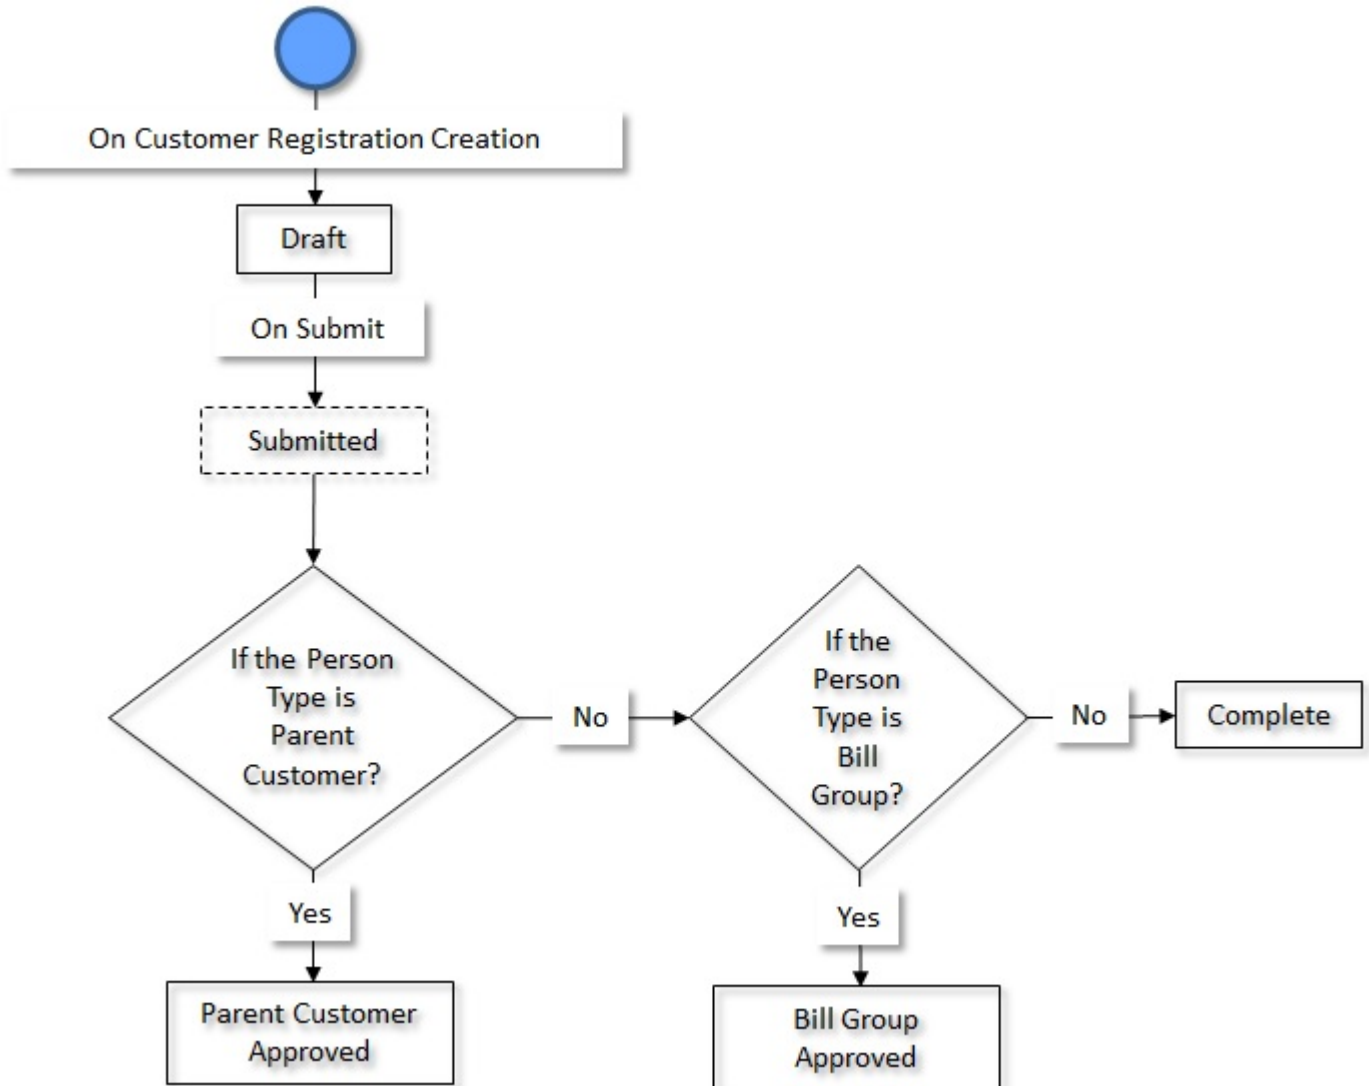 On Customer Registration Creation
Draft
On Submit
Submitted
If the Person
Type is
Parent
Customer?
No
If the
Person
Type is
Bill
Group?
No
Complete
Yes
Parent Customer
Approved
Yes
Bill Group
Approved